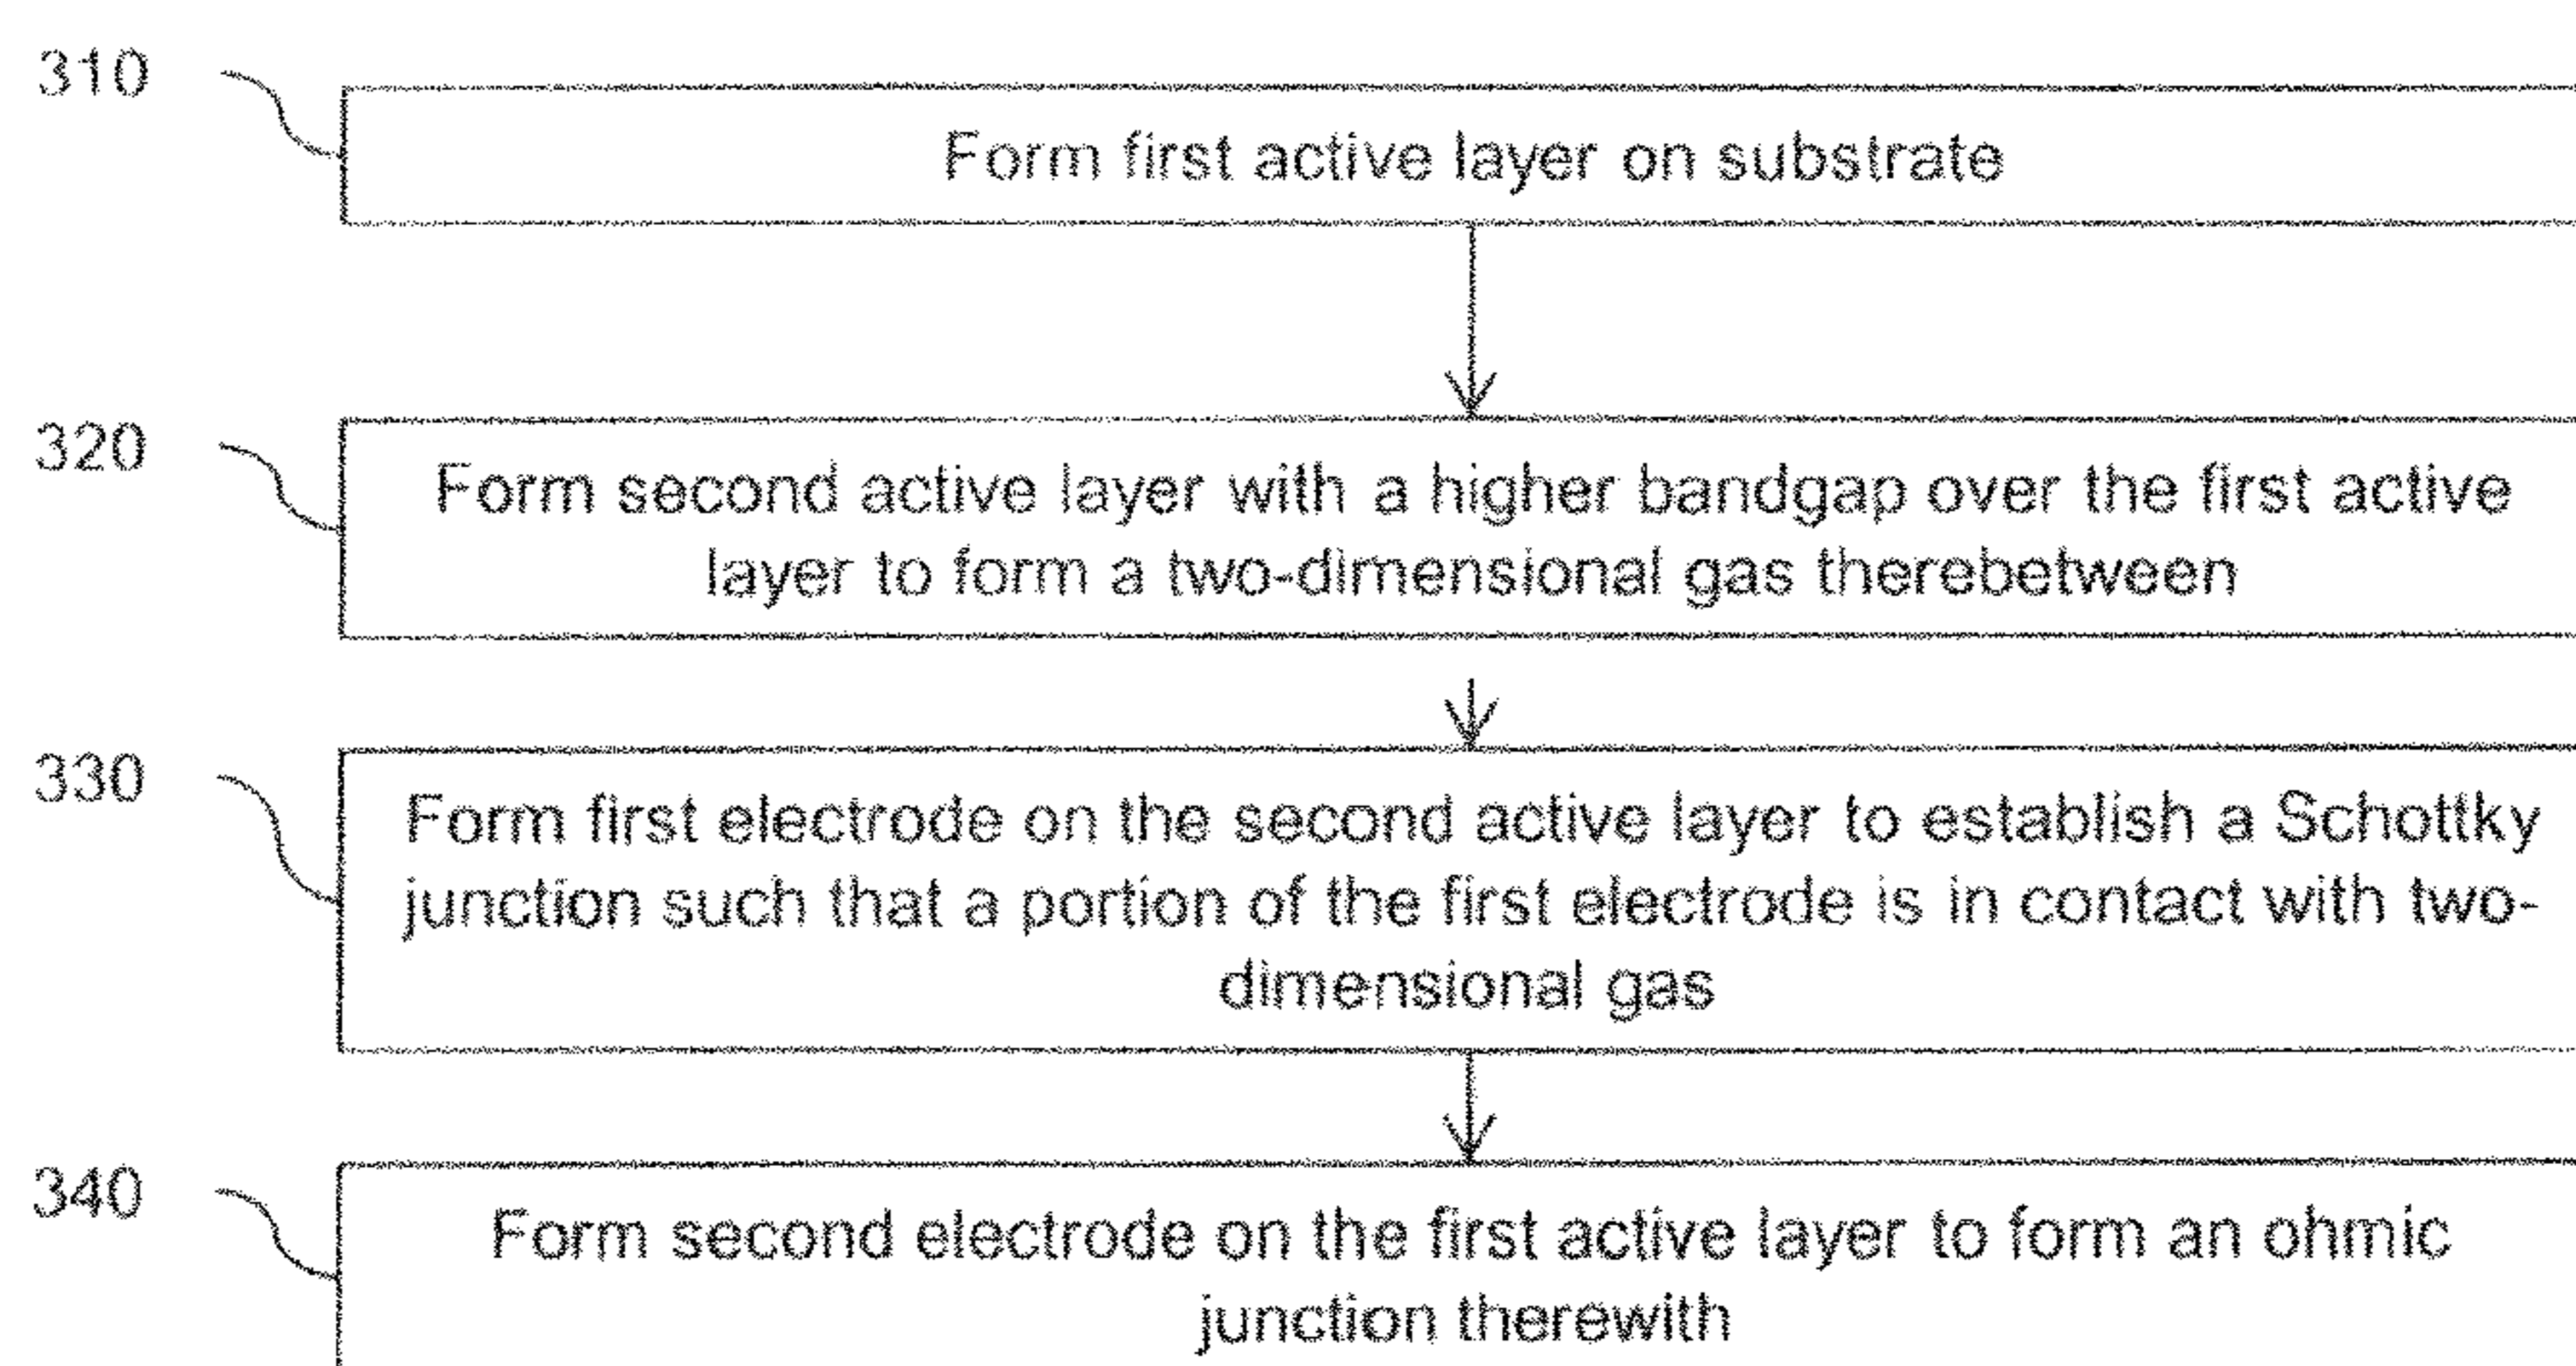 310
Form first active layer on substrate
320
Form second active layer with a higher bandgap over the first active
layer to form a two-dimensional gas therebetween
330
Form first electrode on the second active layer to establish a Schottky
junction such that a portion of the first electrode is in contact with two-
dimensional gas
340
Form second electrode on the first active layer to form an ohmic
junction therewith